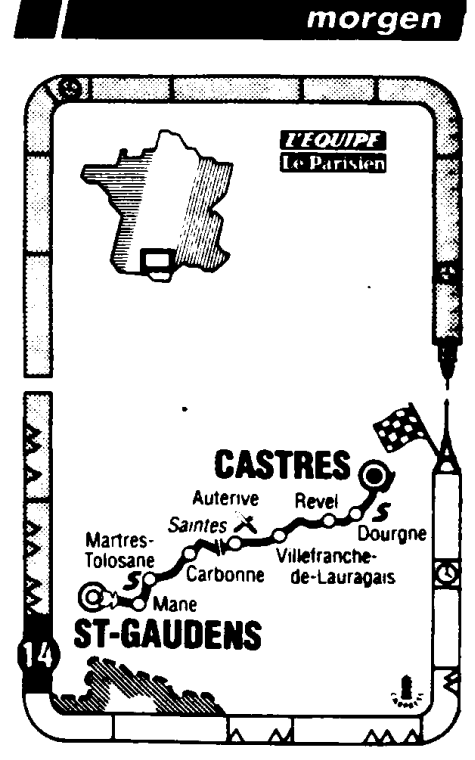 morgen
L'EQUIPE
Le Parisien
CASTRES
Auterive
Revel
S
Dourgne
Saintes
Martres-
Tolosane
Villefranche-
de-Lauragais
S
Carbonne
Mane
ST-GAUDENS
14